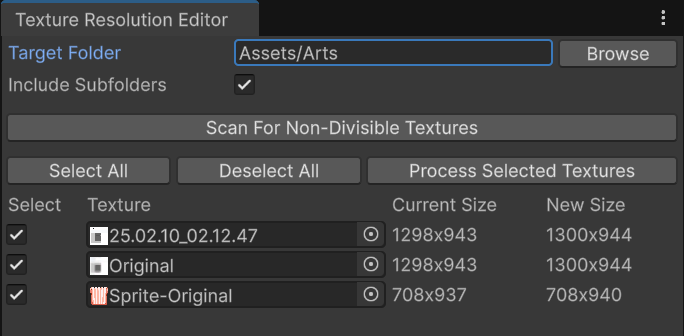 Texture Resolution Editor
Target Folder Assets/Arts Browse
Include Subfolders
Scan For Non-Divisible Textures
Select All Deselect All Process Selected Textures
Select Texture Current Size New Size
25.02.10_02.12.47 1298x943 1300x944
Original 1298x943 1300x944
Sprite-Original 708x937 708x940